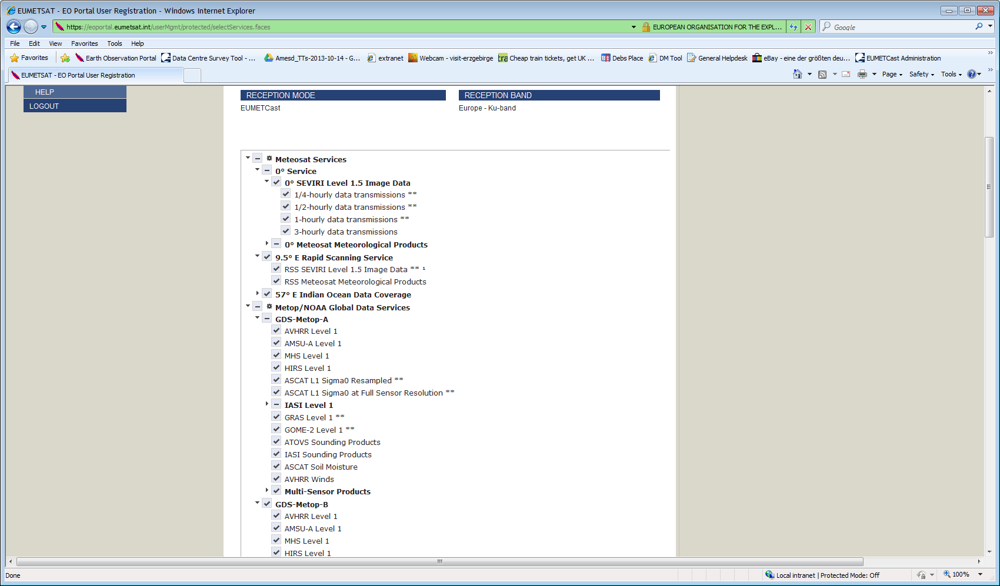 EUMETSAT - EO Portal User Registration - Windows Internet Explorer
https://eoportal.eumetsat.int/userMgmt/protected/selectServices.faces
EUROPEAN ORGANISATION FOR THE EXPL...
Google
File Edit View Favorites Tools Help
Favorites Earth Observation Portal Data Centre Survey Tool - ... Amesd_TTs-2013-10-14 - G... extranet Webcam - visit-erzgebirge tra Cheap train tickets, get UK ... Debs Place DM Tool General Helpdesk eBay - eine der größten deu... EUMETCast Administration
EUMETSAT - EO Portal User Registration
Page Safety Tools
HELP
LOGOUT
RECEPTION MODE RECEPTION BAND
EUMETCast Europe - Ku-band
Meteosat Services
0° Service
0° SEVIRI Level 1.5 Image Data
1/4-hourly data transmissions **
1/2-hourly data transmissions **
1-hourly data transmissions **
3-hourly data transmissions
0° Meteosat Meteorological Products
9.5° E Rapid Scanning Service
RSS SEVIRI Level 1.5 Image Data ** ¹
RSS Meteosat Meteorological Products
57° E Indian Ocean Data Coverage
Metop/NOAA Global Data Services
GDS-Metop-A
AVHRR Level 1
AMSU-A Level 1
MHS Level 1
HIRS Level 1
ASCAT L1 Sigma0 Resampled **
ASCAT L1 Sigma0 at Full Sensor Resolution **
IASI Level 1
GRAS Level 1 **
GOME-2 Level 1 **
ATOVS Sounding Products
IASI Sounding Products
ASCAT Soil Moisture
AVHRR Winds
Multi-Sensor Products
GDS-Metop-B
AVHRR Level 1
AMSU-A Level 1
MHS Level 1
HIRS Level 1
Done
Local intranet | Protected Mode: Off
100%